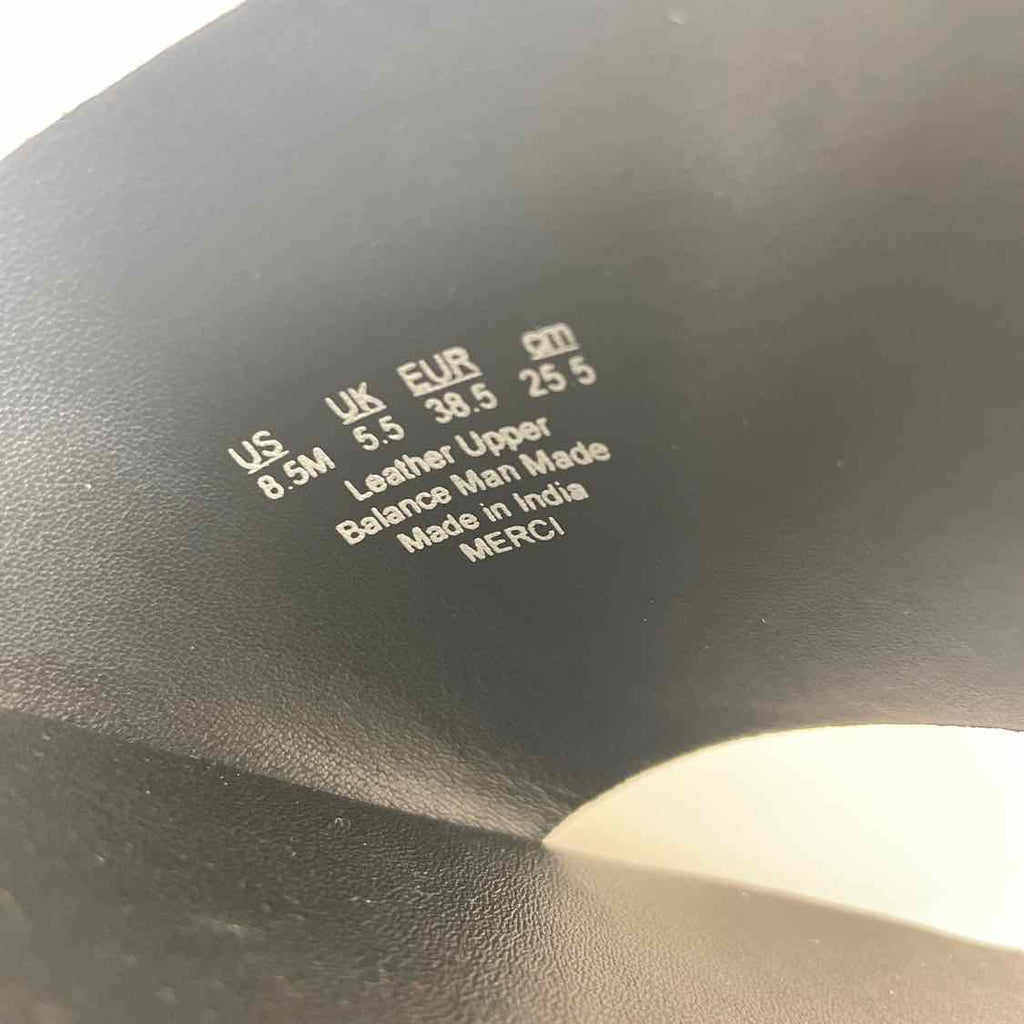 US UK EUR cm
8.5M 5.5 38.5 25 5
Leather Upper
Balance Man Made
Made in India
MERCI